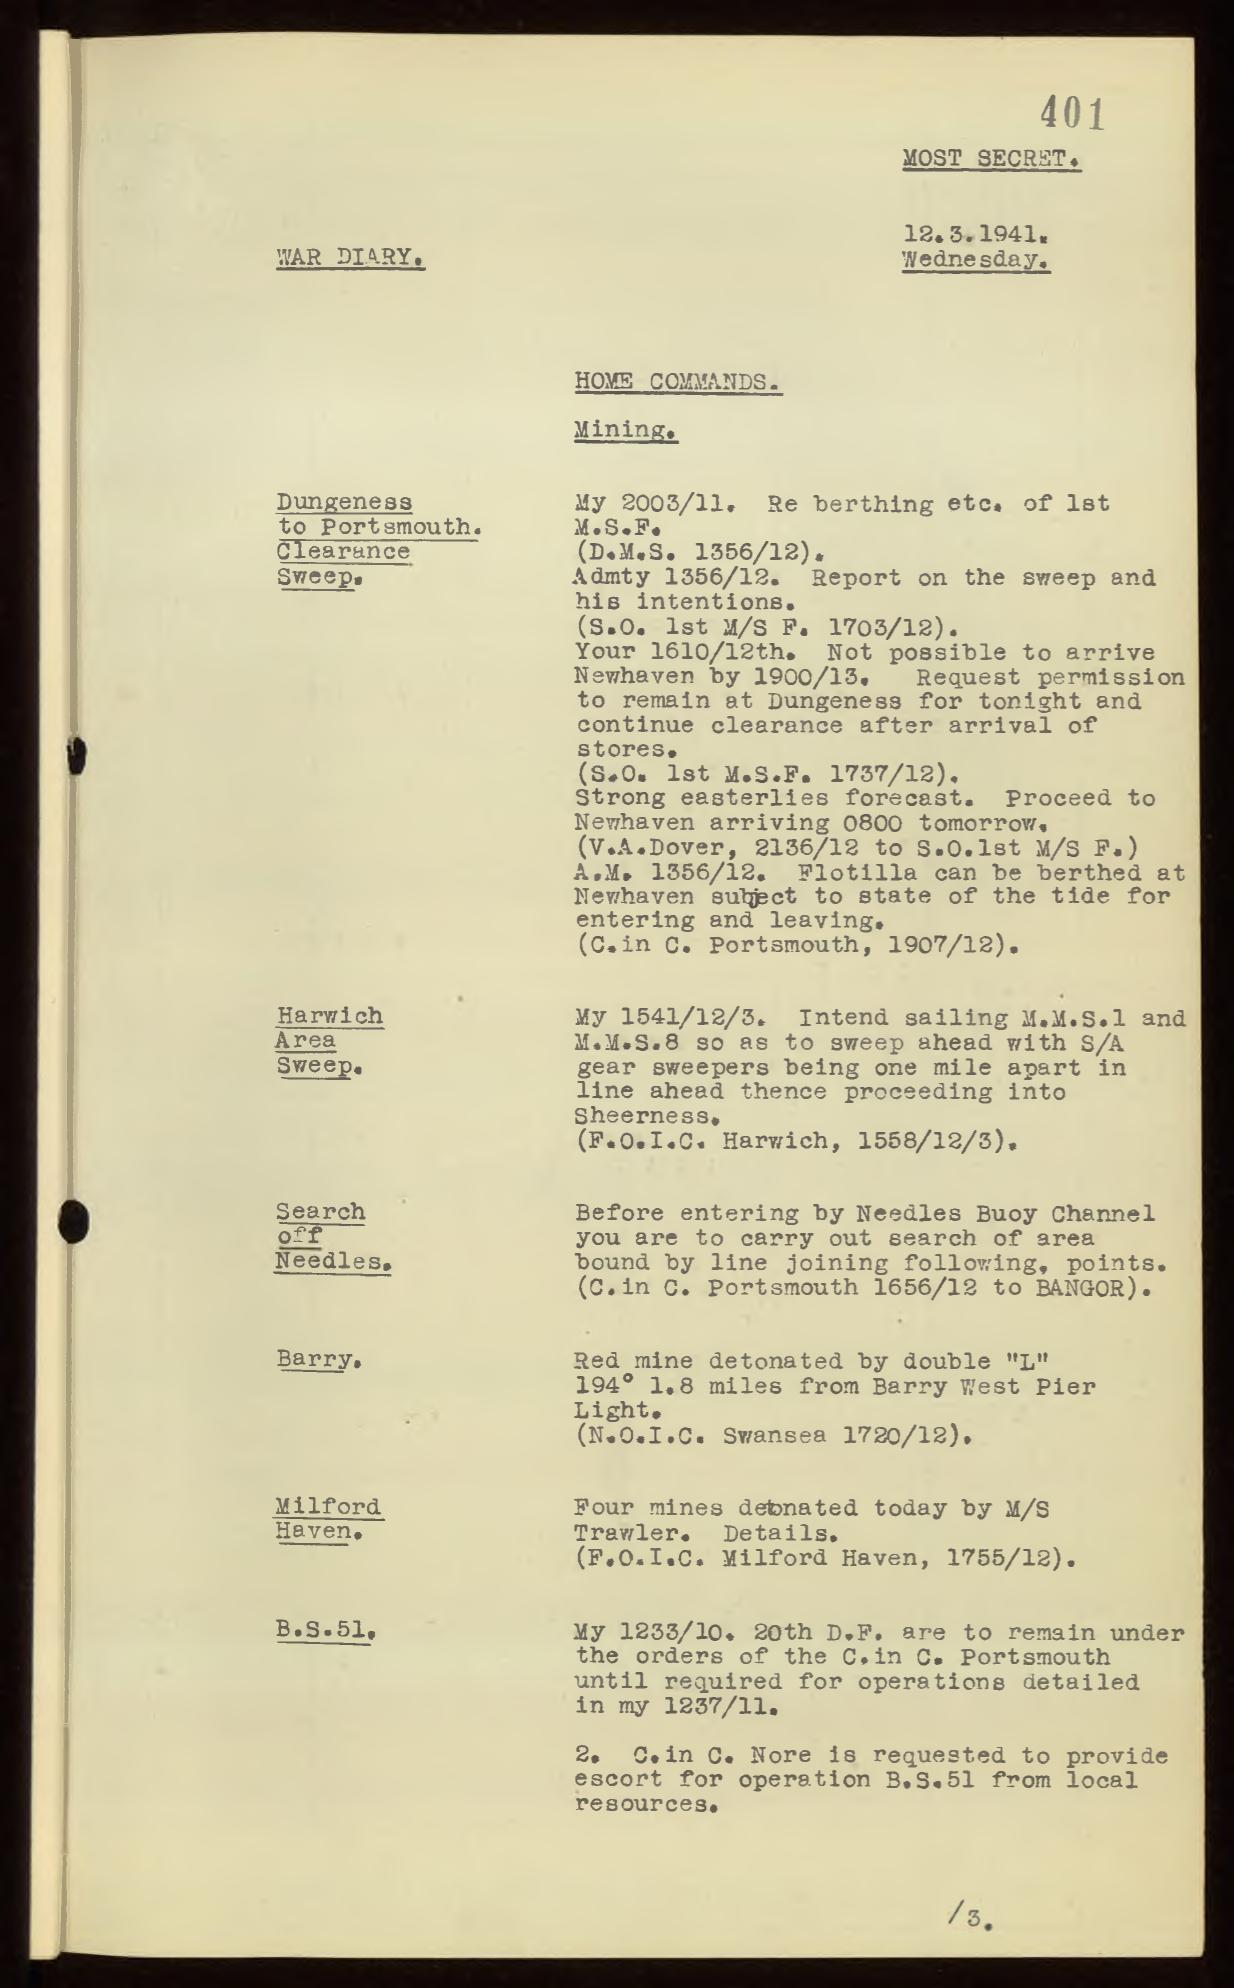 401
MOST SECRET.
12.3.1941.
WAR DIARY.
Wednesday.
HOME COMMANDS.
Mining.
Dungeness
to Portsmouth.
Clearance
Sweep.
My 2003/11. Re berthing etc. of 1st
M.S.F.
(D.M.S. 1356/12).
Admty 1356/12. Report on the sweep and
his intentions.
(S.O. 1st M/S F. 1703/12).
Your 1610/12th. Not possible to arrive
Newhaven by 1900/13. Request permission
to remain at Dungeness for tonight and
continue clearance after arrival of
stores.
(S.O. 1st M.S.F. 1737/12).
Strong easterlies forecast. Proceed to
Newhaven arriving 0800 tomorrow.
(V.A.Dover, 2136/12 to S.O.1st M/S F.)
A.M. 1356/12. Flotilla can be berthed at
Newhaven subject to state of the tide for
entering and leaving.
(C.in C. Portsmouth, 1907/12).
Harwich
Area
Sweep.
My 1541/12/3. Intend sailing M.M.S.1 and
M.M.S.8 so as to sweep ahead with S/A
gear sweepers being one mile apart in
line ahead thence proceeding into
Sheerness.
(F.O.I.C. Harwich, 1558/12/3).
Search
off
Needles.
Before entering by Needles Buoy Channel
you are to carry out search of area
bound by line joining following, points.
(C.in C. Portsmouth 1656/12 to BANGOR).
Barry.
Red mine detonated by double "L"
194° 1.8 miles from Barry West Pier
Light.
(N.O.I.C. Swansea 1720/12).
Milford
Haven.
Four mines detonated today by M/S
Trawler. Details.
(F.O.I.C. Milford Haven, 1755/12).
B.S.51.
My 1233/10. 20th D.F. are to remain under
the orders of the C.in C. Portsmouth
until required for operations detailed
in my 1237/11.
2. C.in C. Nore is requested to provide
escort for operation B.S.51 from local
resources.
/3.